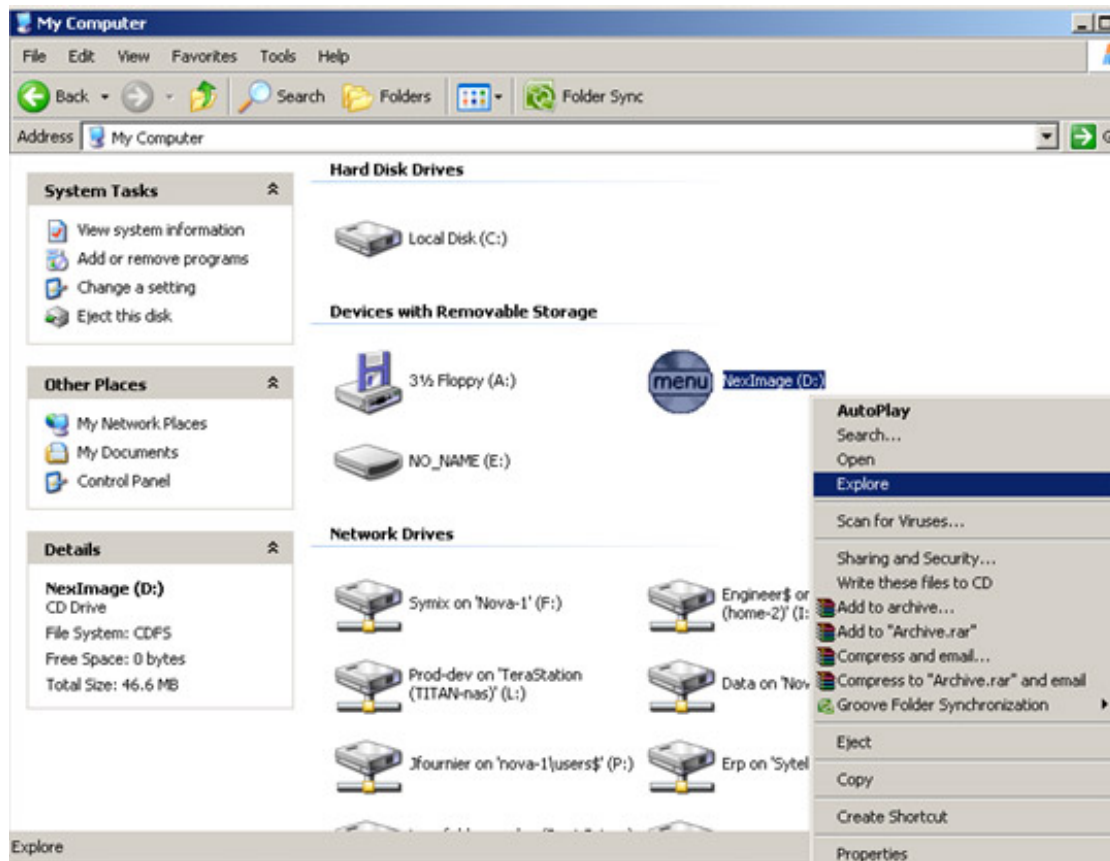 My Computer
File Edit View Favorites Tools Help
Back Search Folders Folder Sync
Address My Computer
System Tasks
View system information
Add or remove programs
Change a setting
Eject this disk
Other Places
My Network Places
My Documents
Control Panel
Details
NexImage (D:)
CD Drive
File System: CDFS
Free Space: 0 bytes
Total Size: 46.6 MB
Hard Disk Drives
Local Disk (C:)
Devices with Removable Storage
3½ Floppy (A:)
menu
NexImage (D:)
NO_NAME (E:)
Network Drives
Symix on 'Nova-1' (F:)
Engineer$ on
(home-2)' (I:
Prod-dev on 'TeraStation
(TITAN-nas)' (L:)
Data on 'Nov
Jfournier on 'nova-1\users$' (P:)
Erp on 'Sytel
AutoPlay
Search...
Open
Explore
Scan for Viruses...
Sharing and Security...
Write these files to CD
Add to archive...
Add to "Archive.rar"
Compress and email...
Compress to "Archive.rar" and email
Groove Folder Synchronization
Eject
Copy
Create Shortcut
Properties
Explore